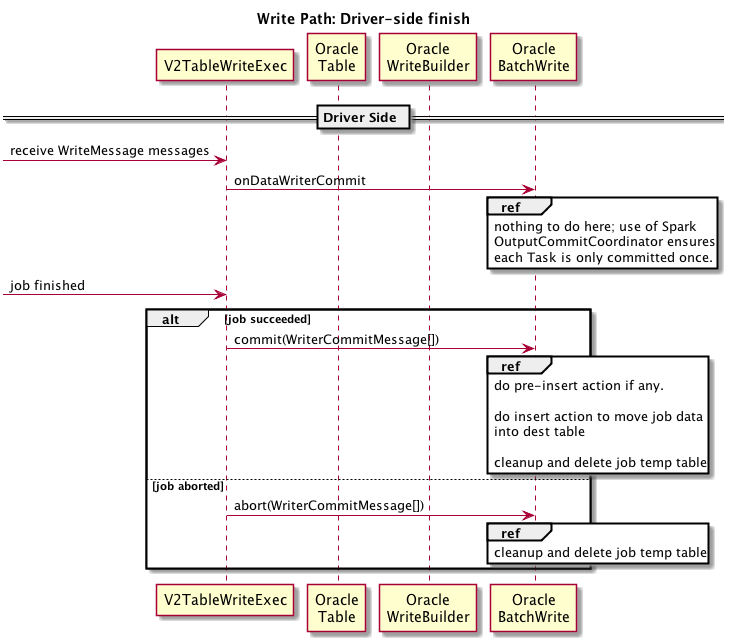 Write Path: Driver-side finish
V2TableWriteExec
Oracle
Table
Oracle
WriteBuilder
Oracle
BatchWrite
Driver Side
receive WriteMessage messages
onDataWriterCommit
ref
nothing to do here; use of Spark
OutputCommitCoordinator ensures
each Task is only committed once.
job finished
alt
[job succeeded]
commit(WriterCommitMessage[])
ref
do pre-insert action if any.
do insert action to move job data
into dest table
cleanup and delete job temp table
[job aborted]
abort(WriterCommitMessage[])
ref
cleanup and delete job temp table
V2TableWriteExec
Oracle
Table
Oracle
WriteBuilder
Oracle
BatchWrite